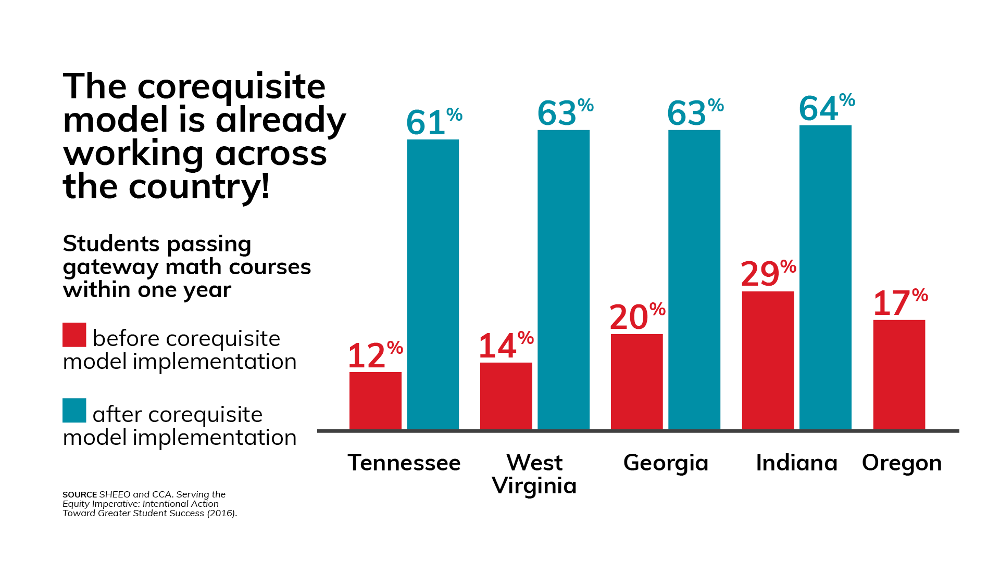 The corequisite
model is already
working across
the country!
Students passing
gateway math courses
within one year
before corequisite
model implementation
after corequisite
model implementation
SOURCE SHEEO and CCA. Serving the
Equity Imperative: Intentional Action
Toward Greater Student Success (2016).
12%
61%
14%
63%
20%
63%
29%
64%
17%
Tennessee
West
Virginia
Georgia
Indiana
Oregon